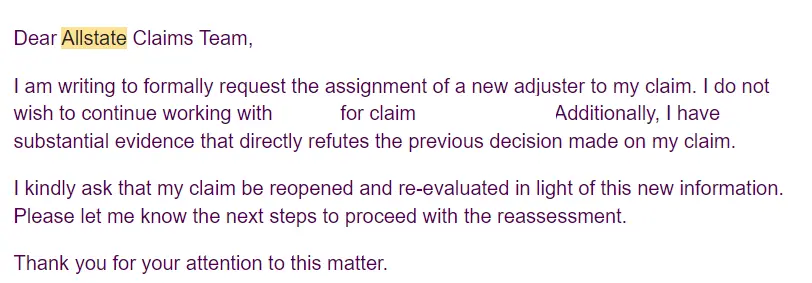 Dear Allstate Claims Team,
I am writing to formally request the assignment of a new adjuster to my claim. I do not
wish to continue working with for claim Additionally, I have
substantial evidence that directly refutes the previous decision made on my claim.
I kindly ask that my claim be reopened and re-evaluated in light of this new information.
Please let me know the next steps to proceed with the reassessment.
Thank you for your attention to this matter.